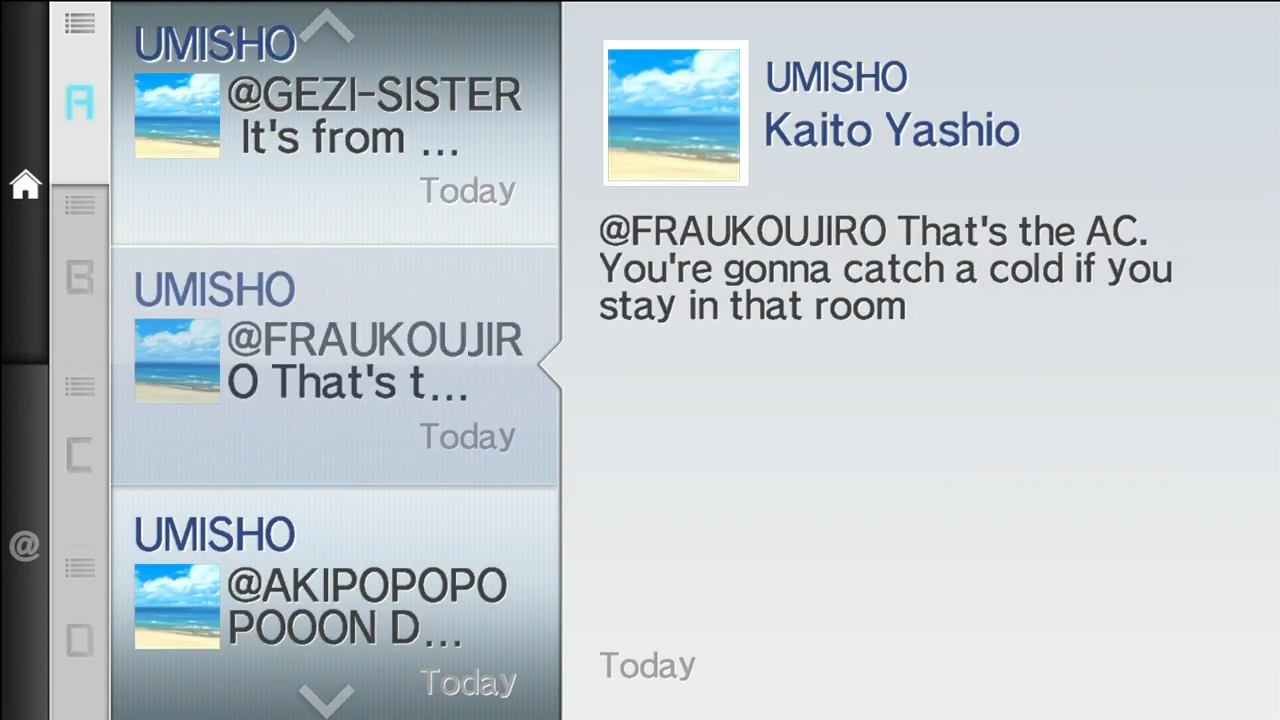 A
B
C
D
@
UMISHO
@GEZI-SISTER
It's from ...
Today
UMISHO
@FRAUKOUJIR
O That's t...
Today
UMISHO
@AKIPOPOPO
POOON D...
Today
UMISHO
Kaito Yashio
@FRAUKOUJIRO That's the AC.
You're gonna catch a cold if you
stay in that room
Today